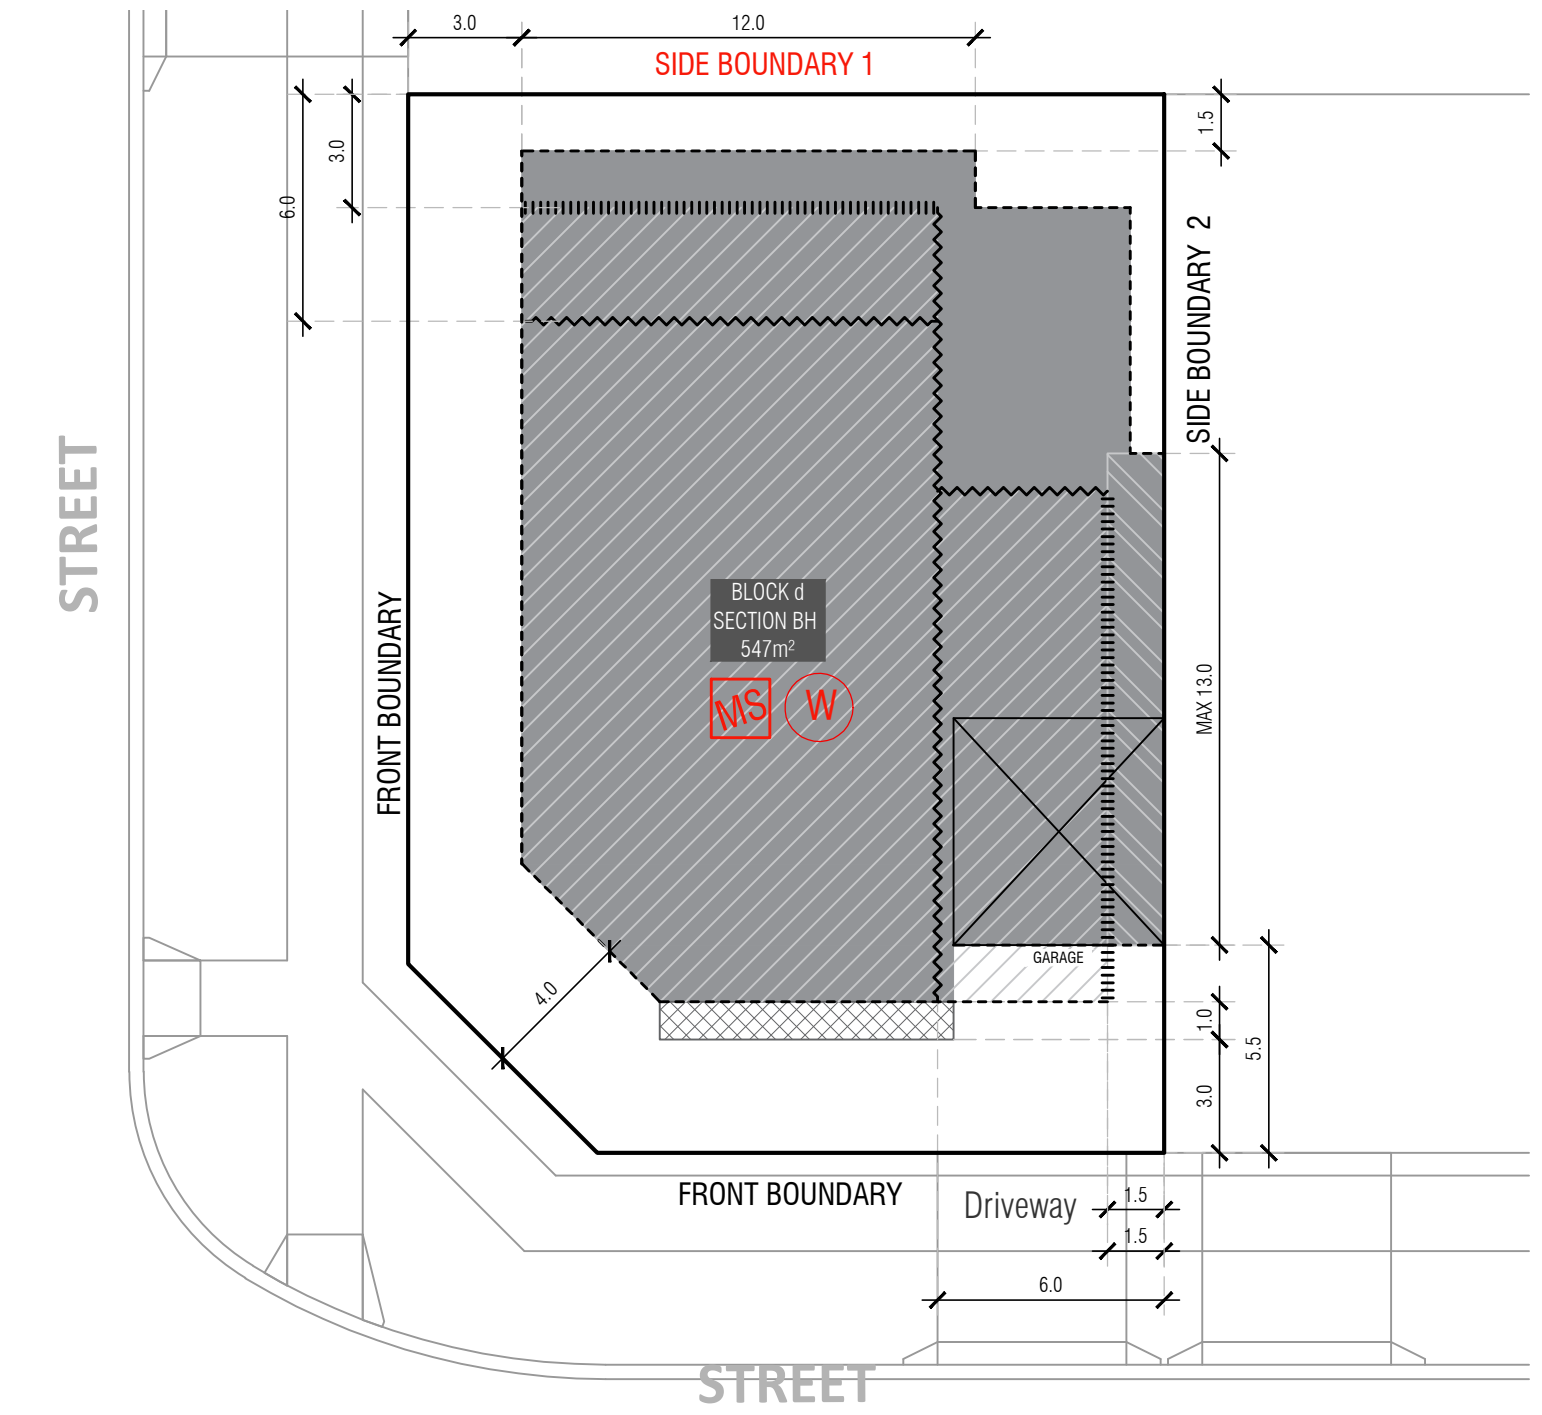 3.0
12.0
SIDE BOUNDARY 1
1.5
3.0
6.0
SIDE BOUNDARY 2
STREET
FRONT BOUNDARY
BLOCK d
SECTION BH
547m²
MS
W
MAX 13.0
GARAGE
4.0
1.0
5.5
3.0
FRONT BOUNDARY
Driveway
1.5
1.5
6.0
STREET